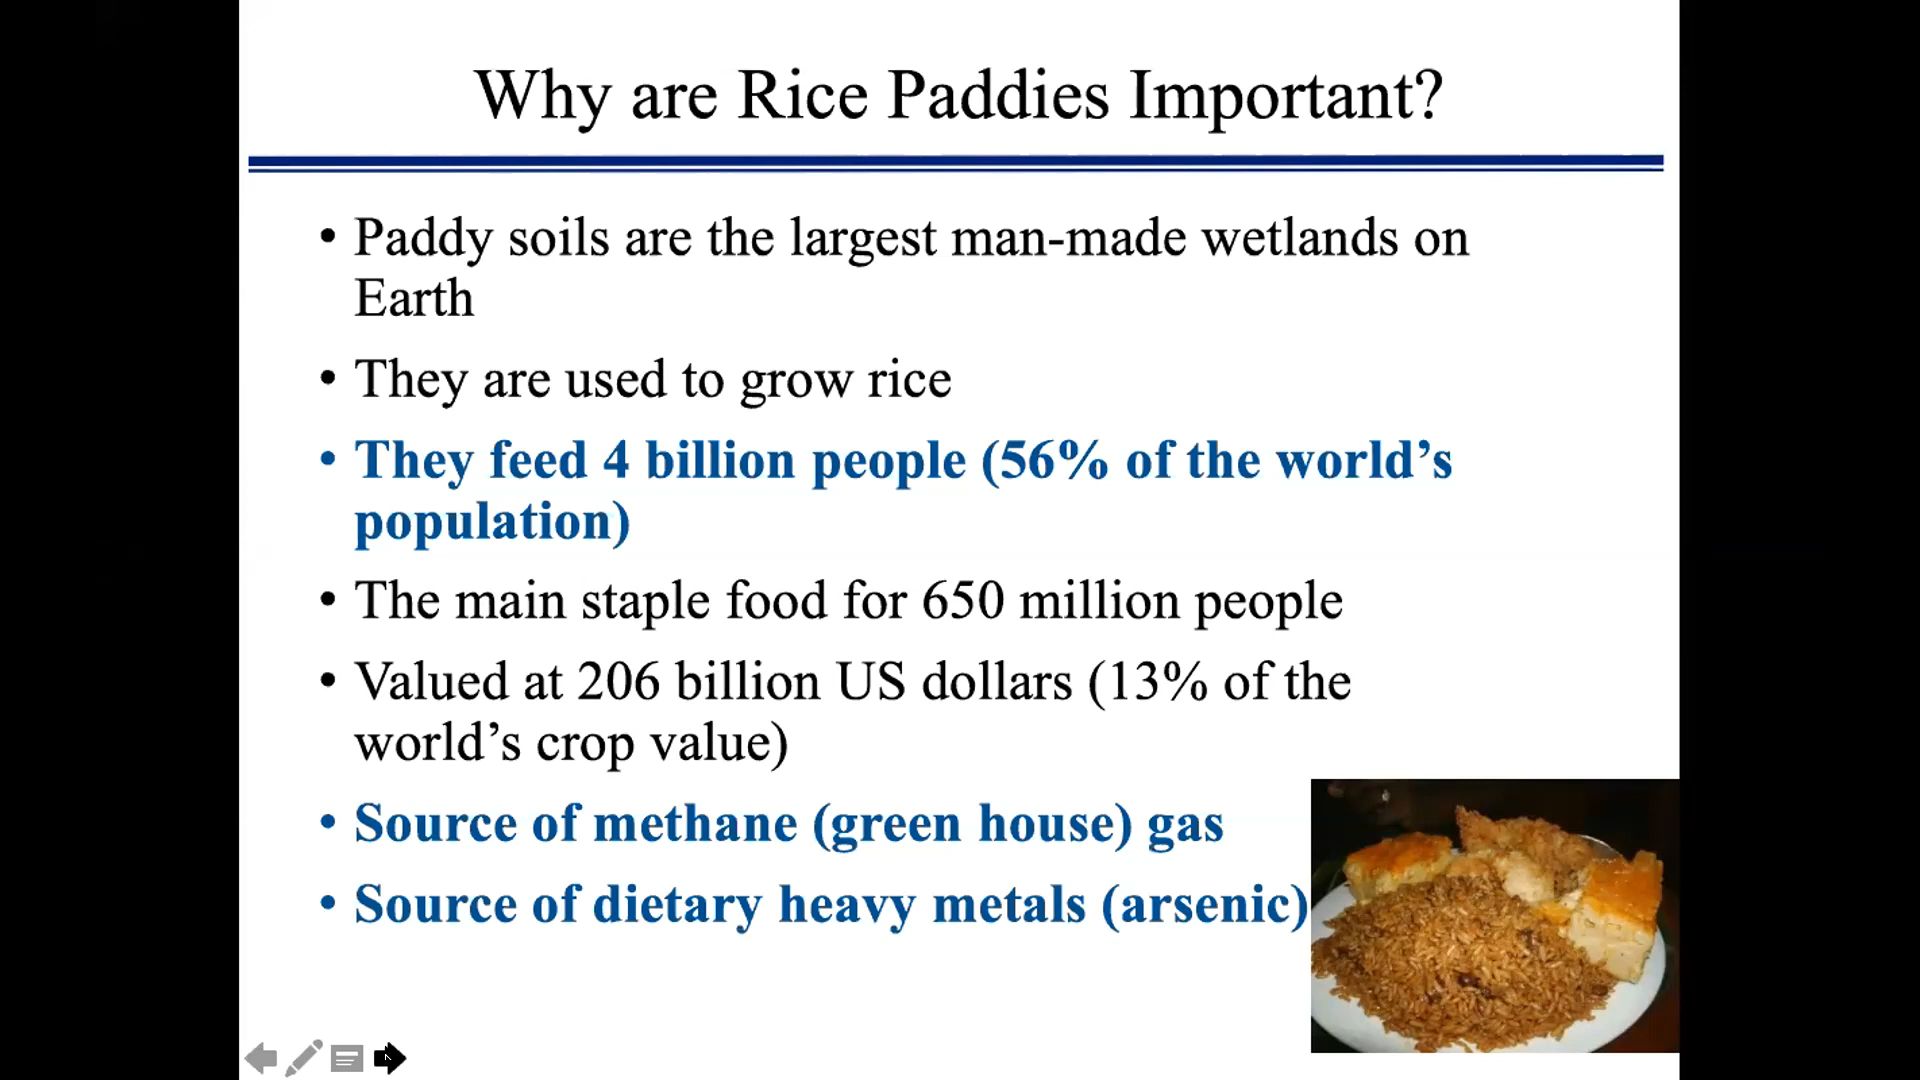 Why are Rice Paddies Important?
• Paddy soils are the largest man-made wetlands on
Earth
• They are used to grow rice
• They feed 4 billion people (56% of the world’s
population)
• The main staple food for 650 million people
• Valued at 206 billion US dollars (13% of the
world’s crop value)
• Source of methane (green house) gas
• Source of dietary heavy metals (arsenic)